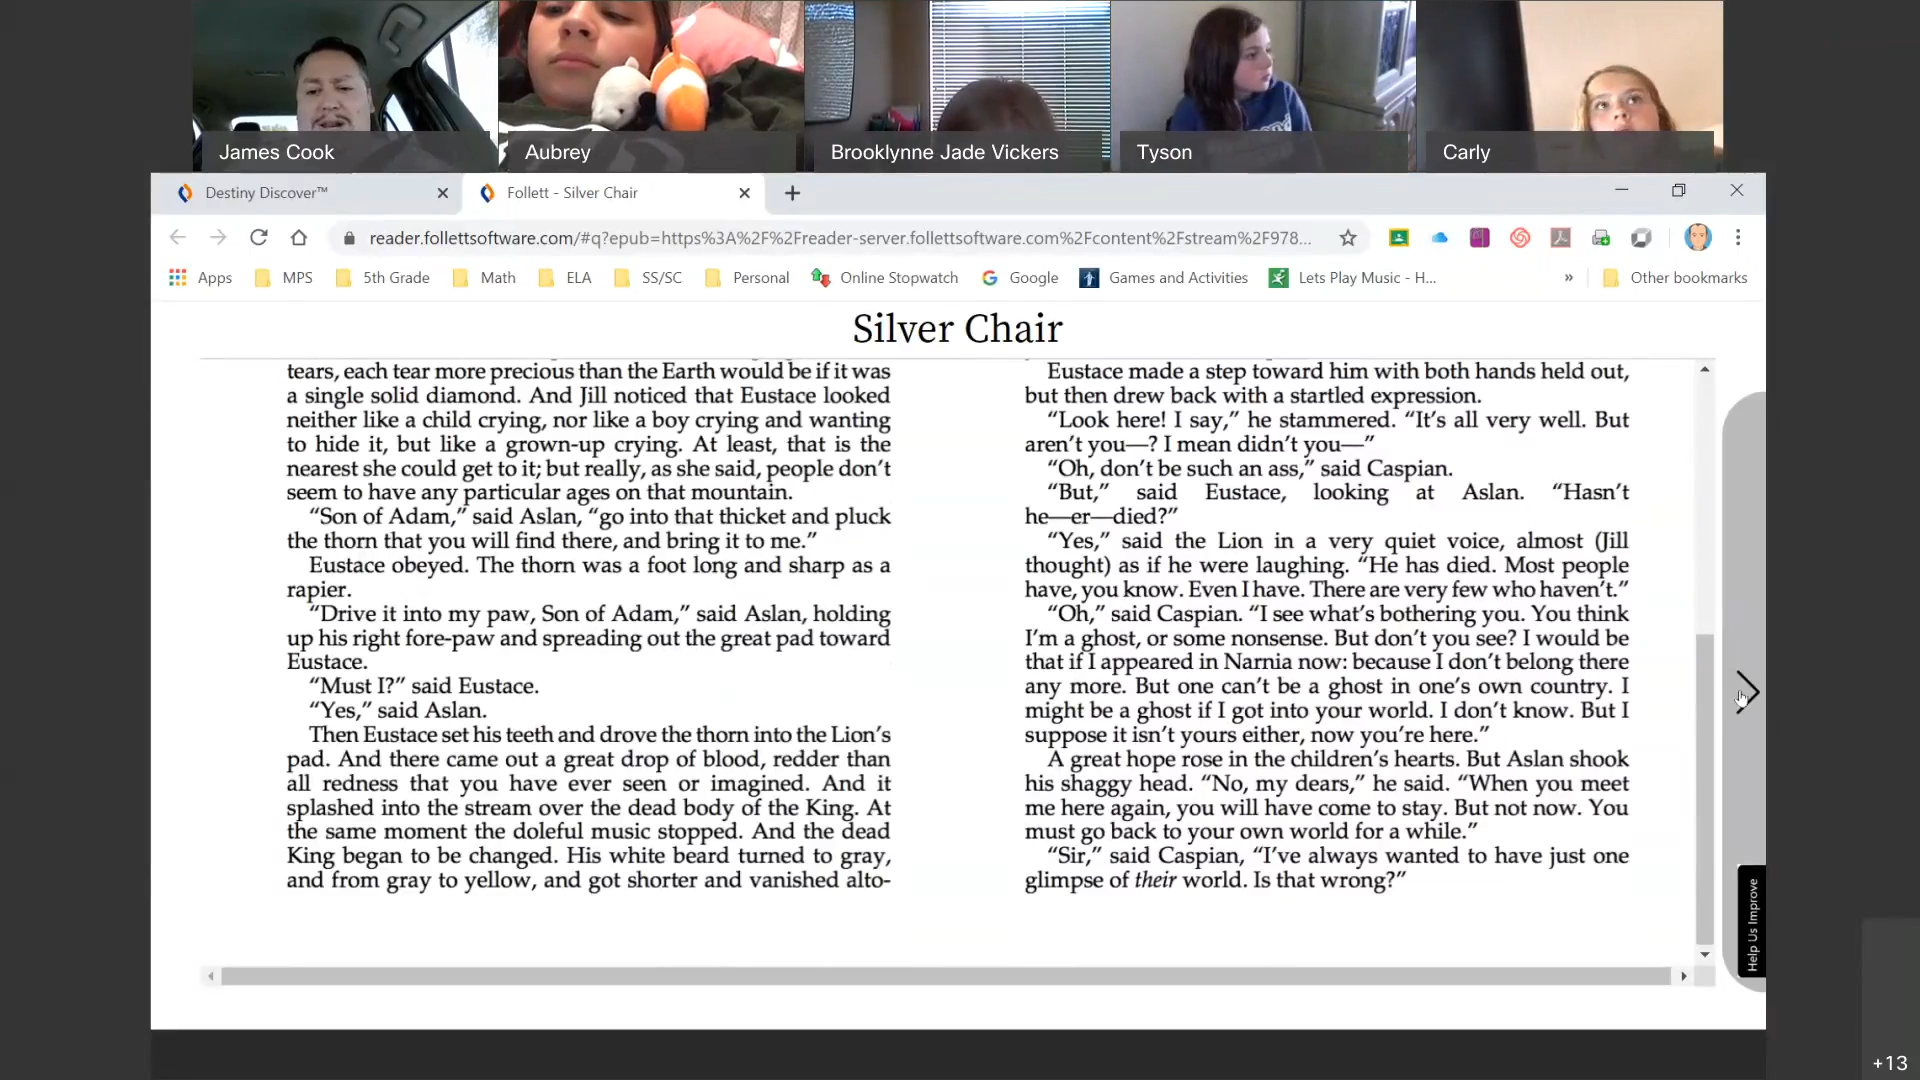 James Cook
Aubrey
Brooklynne Jade Vickers
Tyson
Carly
Destiny Discover™
Follett - Silver Chair
reader.follettsoftware.com/#q?epub=https%3A%2F%2Freader-server.follettsoftware.com%2Fcontent%2Fstream%2F978...
Apps
MPS
5th Grade
Math
ELA
SS/SC
Personal
Online Stopwatch
Google
Games and Activities
Lets Play Music - H...
»
Other bookmarks
Silver Chair
tears, each tear more precious than the Earth would be if it was
a single solid diamond. And Jill noticed that Eustace looked
neither like a child crying, nor like a boy crying and wanting
to hide it, but like a grown-up crying. At least, that is the
nearest she could get to it; but really, as she said, people don’t
seem to have any particular ages on that mountain.
“Son of Adam,” said Aslan, “go into that thicket and pluck
the thorn that you will find there, and bring it to me.”
Eustace obeyed. The thorn was a foot long and sharp as a
rapier.
“Drive it into my paw, Son of Adam,” said Aslan, holding
up his right fore-paw and spreading out the great pad toward
Eustace.
“Must I?” said Eustace.
“Yes,” said Aslan.
Then Eustace set his teeth and drove the thorn into the Lion’s
pad. And there came out a great drop of blood, redder than
all redness that you have ever seen or imagined. And it
splashed into the stream over the dead body of the King. At
the same moment the doleful music stopped. And the dead
King began to be changed. His white beard turned to gray,
and from gray to yellow, and got shorter and vanished alto-
Eustace made a step toward him with both hands held out,
but then drew back with a startled expression.
“Look here! I say,” he stammered. “It’s all very well. But
aren’t you—? I mean didn’t you—”
“Oh, don’t be such an ass,” said Caspian.
“But,” said Eustace, looking at Aslan. “Hasn’t
he—er—died?”
“Yes,” said the Lion in a very quiet voice, almost (Jill
thought) as if he were laughing. “He has died. Most people
have, you know. Even I have. There are very few who haven’t.”
“Oh,” said Caspian. “I see what’s bothering you. You think
I’m a ghost, or some nonsense. But don’t you see? I would be
that if I appeared in Narnia now: because I don’t belong there
any more. But one can’t be a ghost in one’s own country. I
might be a ghost if I got into your world. I don’t know. But I
suppose it isn’t yours either, now you’re here.”
A great hope rose in the children’s hearts. But Aslan shook
his shaggy head. “No, my dears,” he said. “When you meet
me here again, you will have come to stay. But not now. You
must go back to your own world for a while.”
“Sir,” said Caspian, “I’ve always wanted to have just one
glimpse of their world. Is that wrong?”
Help Us Improve
+13